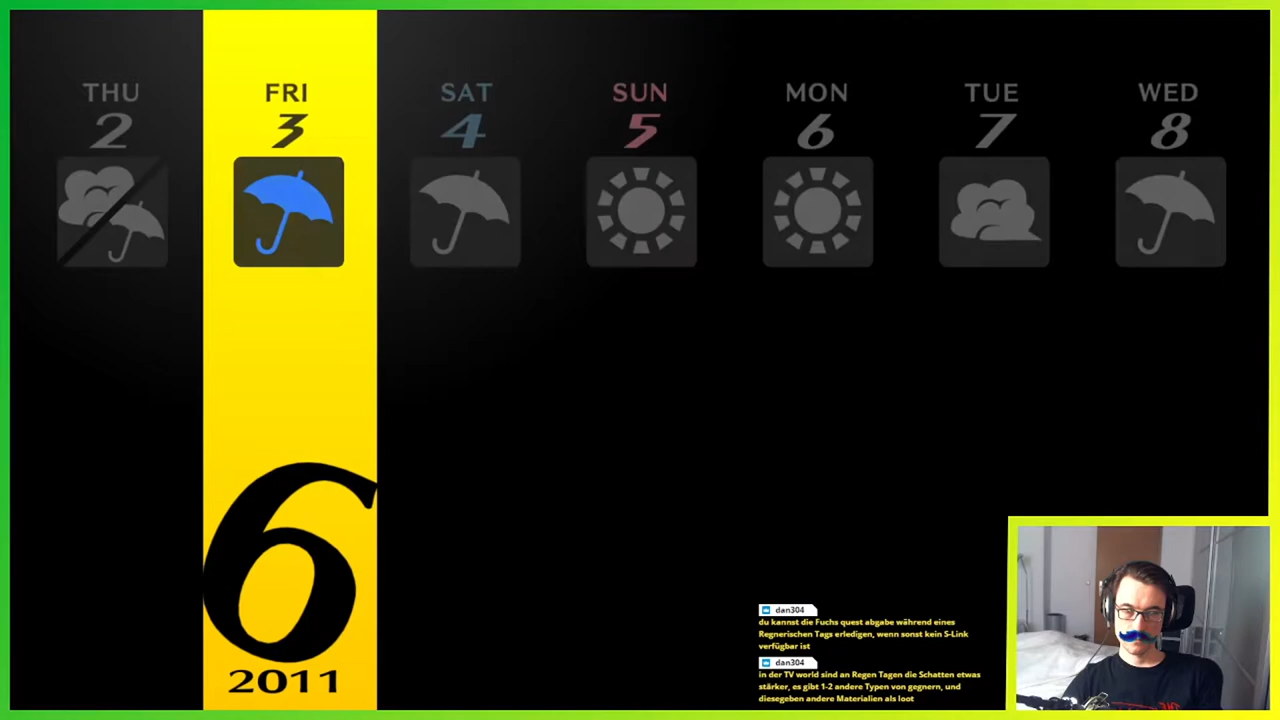 THU FRI SAT SUN MON TUE WED
2 3 4 5 6 7 8
6
2011
dan304
du kannst die Fuchs quest abgabe während eines
Regnerischen Tags erledigen, wenn sonst kein S-Link
verfügbar ist
dan304
in der TV world sind an Regen Tagen die Schatten etwas
stärker, es gibt 1-2 andere Typen von gegnern, und
diesegeben andere Materialien als loot